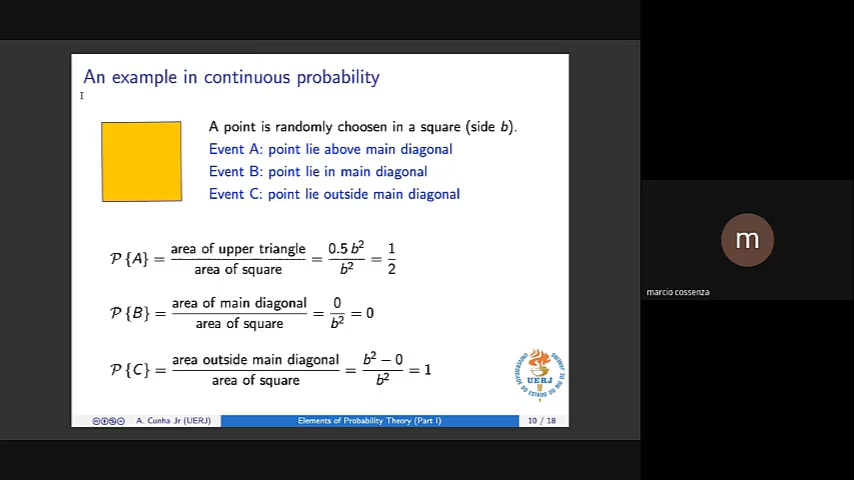 An example in continuous probability
A point is randomly choosen in a square (side b).
Event A: point lie above main diagonal
Event B: point lie in main diagonal
Event C: point lie outside main diagonal
P {A} = area of upper triangle / area of square = 0.5 b² / b² = 1 / 2
P {B} = area of main diagonal / area of square = 0 / b² = 0
P {C} = area outside main diagonal / area of square = b² − 0 / b² = 1
UERJ
A. Cunha Jr (UERJ) Elements of Probability Theory (Part I) 10 / 18
m
marcio cossenza